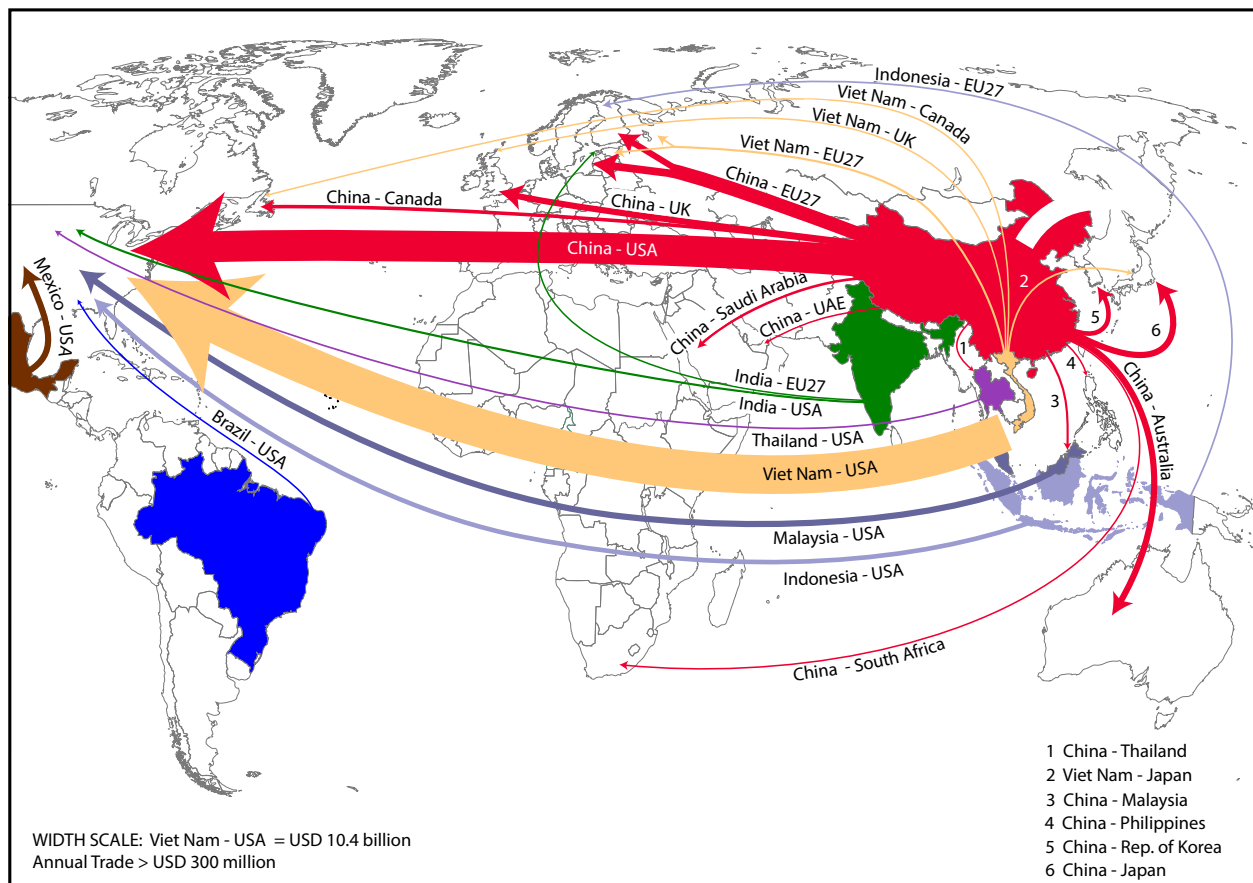 Indonesia - EU27
Viet Nam - Canada
Viet Nam - UK
Viet Nam - EU27
China - EU27
China - Canada
China - UK
China - USA
Mexico - USA
China - Saudi Arabia
China - UAE
2
5
6
1
4
3
China - Australia
India - EU27
India - USA
Thailand - USA
Viet Nam - USA
Brazil - USA
Malaysia - USA
Indonesia - USA
China - South Africa
1 China - Thailand
2 Viet Nam - Japan
3 China - Malaysia
4 China - Philippines
5 China - Rep. of Korea
6 China - Japan
WIDTH SCALE: Viet Nam - USA = USD 10.4 billion
Annual Trade > USD 300 million